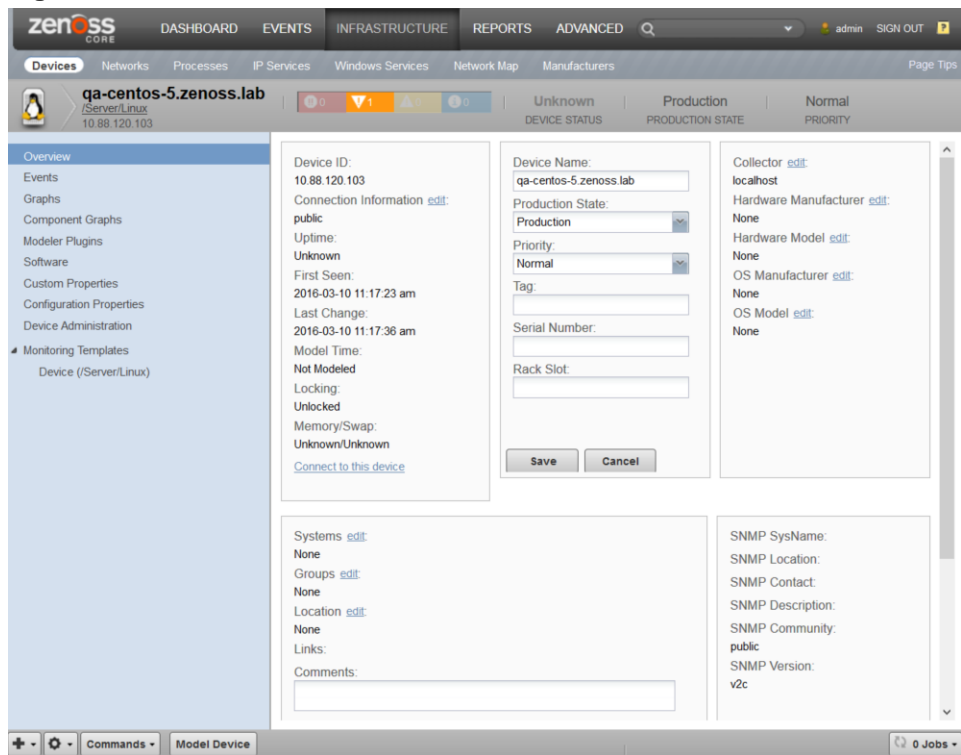 zenoss
CORE
DASHBOARD EVENTS INFRASTRUCTURE REPORTS ADVANCED admin SIGN OUT ?
Devices Networks Processes IP Services Windows Services Network Map Manufacturers Page Tips
qa-centos-5.zenoss.lab
/Server/Linux
10.88.120.103
0 1 0 0
Unknown Production Normal
DEVICE STATUS PRODUCTION STATE PRIORITY
Overview
Events
Graphs
Component Graphs
Modeler Plugins
Software
Custom Properties
Configuration Properties
Device Administration
Monitoring Templates
Device (/Server/Linux)
Device ID:
10.88.120.103
Connection Information edit:
public
Uptime:
Unknown
First Seen:
2016-03-10 11:17:23 am
Last Change:
2016-03-10 11:17:36 am
Model Time:
Not Modeled
Locking:
Unlocked
Memory/Swap:
Unknown/Unknown
Connect to this device
Device Name:
qa-centos-5.zenoss.lab
Production State:
Production
Priority:
Normal
Tag:
Serial Number:
Rack Slot:
Save Cancel
Collector edit:
localhost
Hardware Manufacturer edit:
None
Hardware Model edit:
None
OS Manufacturer edit:
None
OS Model edit:
None
Systems edit:
None
Groups edit:
None
Location edit:
None
Links:
Comments:
SNMP SysName:
SNMP Location:
SNMP Contact:
SNMP Description:
SNMP Community:
public
SNMP Version:
v2c
Commands Model Device 0 Jobs